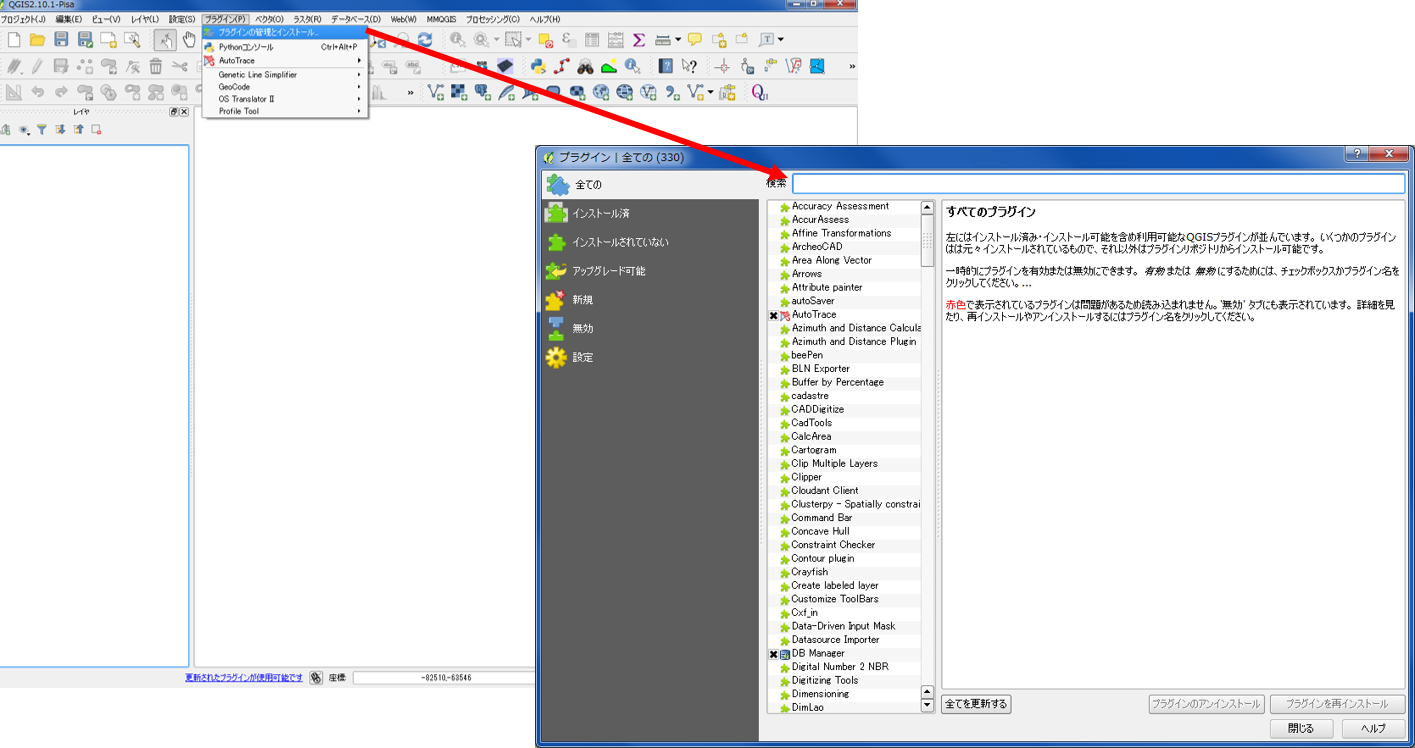 QGIS2.10.1-Pisa
プロジェクト(J) 編集(E) ビュー(V) レイヤ(L) 設定(S) プラグイン(P) ベクタ(O) ラスタ(R) データベース(D) Web(W) MMQGIS プロセッシング(C) ヘルプ(H)
プラグインの管理とインストール...
Pythonコンソール Ctrl+Alt+P
AutoTrace
Genetic Line Simplifier
GeoCode
OS Translator II
Profile Tool
レイヤ
更新されたプラグインが使用可能です 座標: -82510,-63546
プラグイン | 全ての (330)
全ての
インストール済
インストールされていない
アップグレード可能
新規
無効
設定
検索
Accuracy Assessment
AccurAssess
Affine Transformations
ArcheoCAD
Area Along Vector
Arrows
Attribute painter
autoSaver
AutoTrace
Azimuth and Distance Calcula
Azimuth and Distance Plugin
beePen
BLN Exporter
Buffer by Percentage
cadastre
CADDigitize
CadTools
CalcArea
Cartogram
Clip Multiple Layers
Clipper
Cloudant Client
Clusterpy - Spatially constrai
Command Bar
Concave Hull
Constraint Checker
Contour plugin
Crayfish
Create labeled layer
Customize ToolBars
Cxf_in
Data-Driven Input Mask
Datasource Importer
DB Manager
Digital Number 2 NBR
Digitizing Tools
Dimensioning
DimLao
すべてのプラグイン
左にはインストール済み・インストール可能を含め利用可能なQGISプラグインが並んでいます。いくつかのプラグイン
はは元々インストールされているもので、それ以外はプラグインリポジトリからインストール可能です。
一時的にプラグインを有効または無効にできます。 有効 または 無効 にするためには、チェックボックスかプラグイン名を
クリックしてください。...
赤色で表示されているプラグインは問題があるため読み込まれません。'無効' タブにも表示されています。詳細を見
たり、再インストールやアンインストールするにはプラグイン名をクリックしてください。
全てを更新する プラグインのアンインストール プラグインを再インストール
閉じる ヘルプ